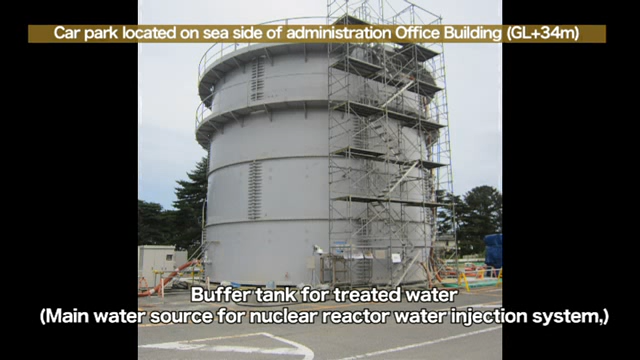 Car park located on sea side of administration Office Building (GL+34m)
Buffer tank for treated water
(Main water source for nuclear reactor water injection system,)